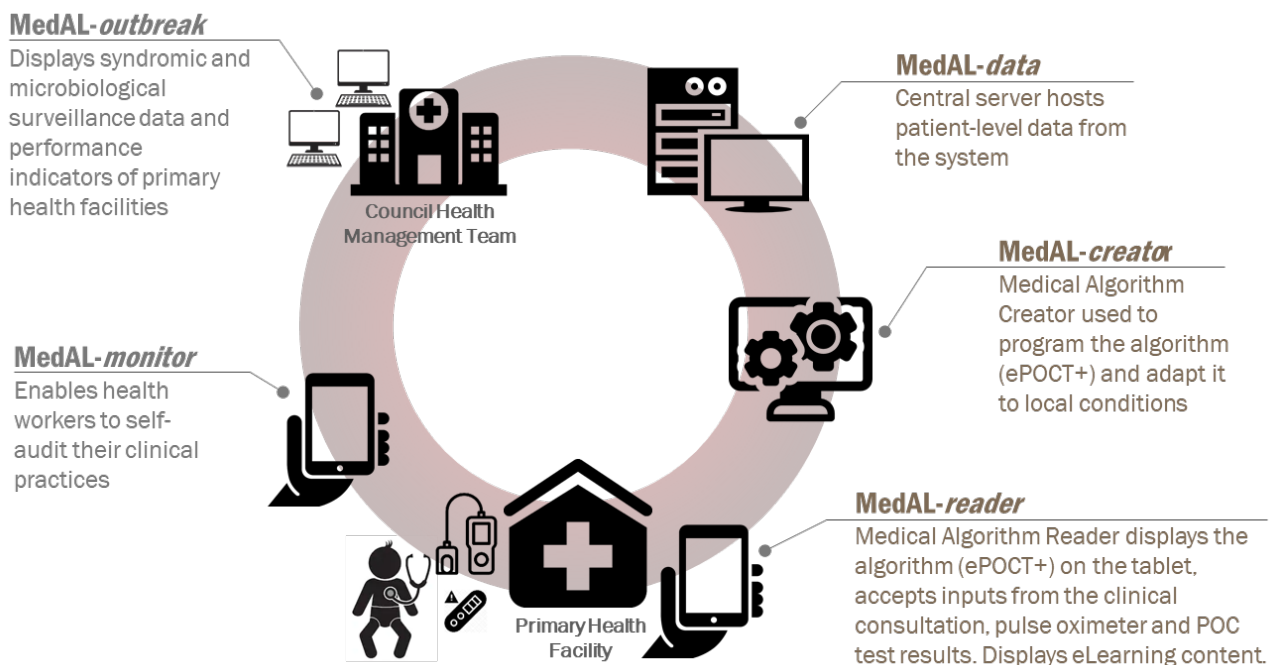 MedAL-outbreak
Displays syndromic and
microbiological
surveillance data and
performance
indicators of primary
health facilities
Council Health
Management Team
MedAL-data
Central server hosts
patient-level data from
the system
MedAL-creator
Medical Algorithm
Creator used to
program the algorithm
(ePOCT+) and adapt it
to local conditions
MedAL-monitor
Enables health
workers to self-
audit their clinical
practices
Primary Health
Facility
MedAL-reader
Medical Algorithm Reader displays the
algorithm (ePOCT+) on the tablet,
accepts inputs from the clinical
consultation, pulse oximeter and POC
test results. Displays eLearning content.